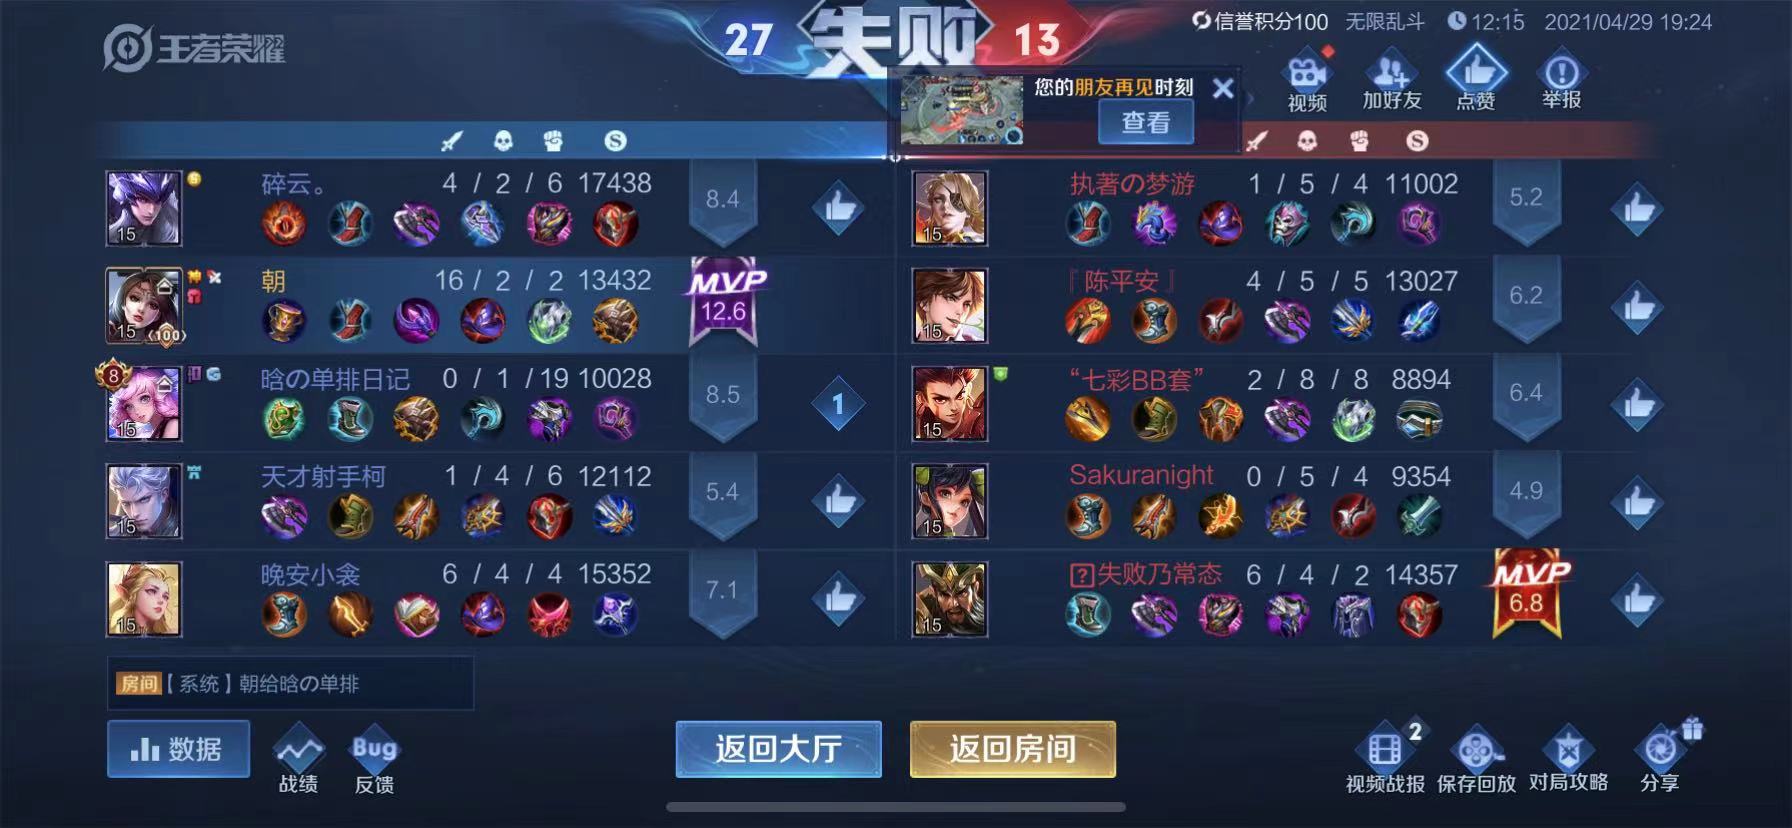 王者荣耀
27 失败 13
信誉积分100 无限乱斗 12:15 2021/04/29 19:24
您的朋友再见时刻
查看
视频 加好友 点赞 举报
S
S
碎云。 4 / 2 / 6 17438 8.4
15
朝 16 / 2 / 2 13432 MVP 12.6
神
15 (100)
8
晗の单排日记 0 / 1 / 19 10028 8.5 1
15
天才射手柯 1 / 4 / 6 12112 5.4
15
晚安小衾 6 / 4 / 4 15352 7.1
15
执著の梦游 1 / 5 / 4 11002 5.2
15
『陈平安』 4 / 5 / 5 13027 6.2
15
“七彩BB套” 2 / 8 / 8 8894 6.4
15
Sakuranight 0 / 5 / 4 9354 4.9
15
?失败乃常态 6 / 4 / 2 14357 MVP 6.8
15
房间【系统】朝给晗の单排
数据 战绩 Bug 反馈
返回大厅 返回房间
2
视频战报 保存回放 对局攻略 分享